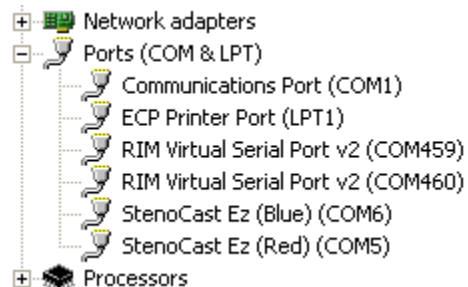 Network adapters
Ports (COM & LPT)
Communications Port (COM1)
ECP Printer Port (LPT1)
RIM Virtual Serial Port v2 (COM459)
RIM Virtual Serial Port v2 (COM460)
StenoCast Ez (Blue) (COM6)
StenoCast Ez (Red) (COM5)
Processors